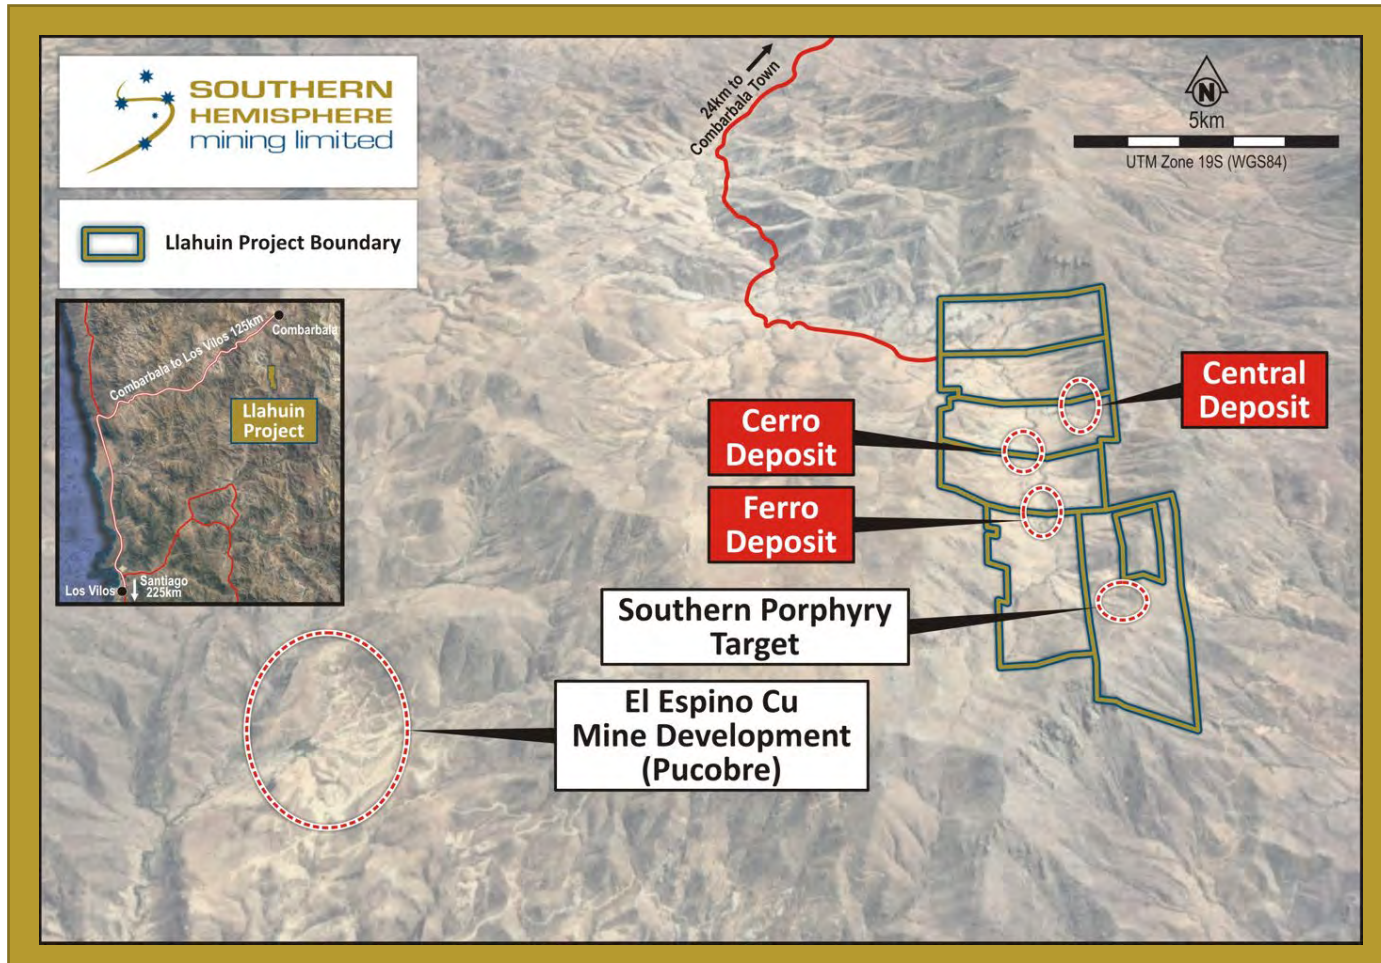 SOUTHERN
HEMISPHERE
mining limited
24km to
Combarbala Town
N
5km
UTM Zone 19S (WGS84)
Llahuin Project Boundary
Combarbala
Combarbala to Los Vilos 125km
Llahuin
Project
Los Vilos
Santiago
225km
Central
Deposit
Cerro
Deposit
Ferro
Deposit
Southern Porphyry
Target
El Espino Cu
Mine Development
(Pucobre)